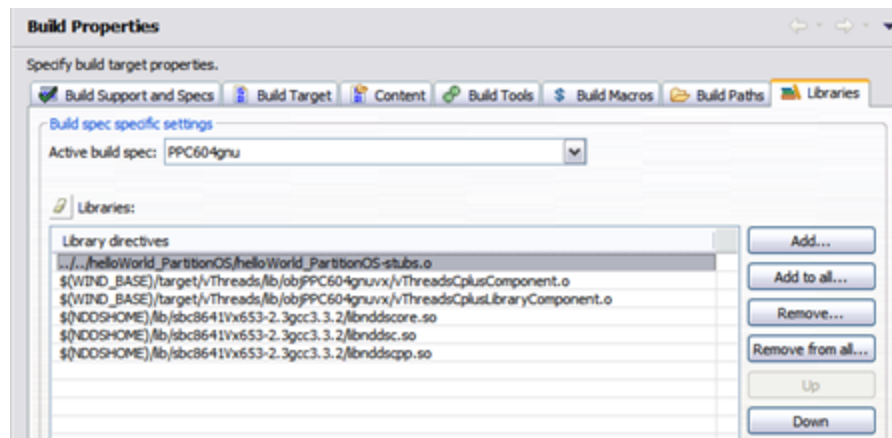 Build Properties
Specify build target properties.
Build Support and Specs Build Target Content Build Tools $ Build Macros Build Paths Libraries
Build spec specific settings
Active build spec: PPC604gnu
Libraries:
Library directives
Add...
../../helloWorld_PartitionOS/helloWorld_PartitionOS-stubs.o
$(WIND_BASE)/target/vThreads/lib/objPPC604gnuvx/vThreadsCplusComponent.o
Add to all...
$(WIND_BASE)/target/vThreads/lib/objPPC604gnuvx/vThreadsCplusLibraryComponent.o
$(NDDSHOME)/lib/sbc8641Vx653-2.3gcc3.3.2/libnddscore.so
Remove...
$(NDDSHOME)/lib/sbc8641Vx653-2.3gcc3.3.2/libnddsc.so
$(NDDSHOME)/lib/sbc8641Vx653-2.3gcc3.3.2/libnddscpp.so
Remove from all...
Up
Down